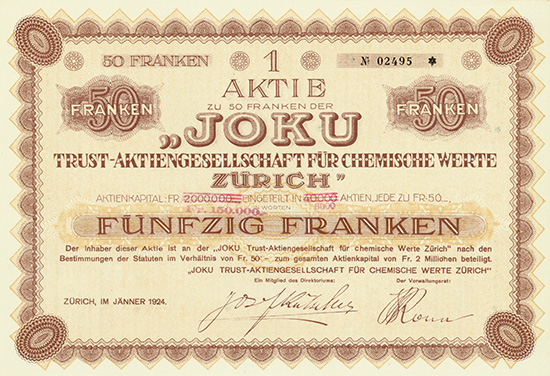 50 FRANKEN 1 № 02495 ✱
AKTIE
ZU 50 FRANKEN DER
50 FRANKEN „JOKU 50 FRANKEN
TRUST-AKTIENGESELLSCHAFT FÜR CHEMISCHE WERTE
ZÜRICH”
AKTIENKAPITAL: FR. 2000.000.— EINGETEILT IN 40000 AKTIEN, JEDE ZU FR. 50.—,
Fr. 150.000.— WORTEN
FÜNFZIG FRANKEN
Der Inhaber dieser Aktie ist an der „JOKU, Trust-Aktiengesellschaft für chemische Werte Zürich” nach den
Bestimmungen der Statuten im Verhältnis von Fr. 50.— zum gesamten Aktienkapital von Fr. 2 Millionen beteiligt.
„JOKU TRUST-AKTIENGESELLSCHAFT FÜR CHEMISCHE WERTE ZÜRICH”
Ein Mitglied des Direktoriums: Der Verwaltungsrat:
ZÜRICH, IM JÄNNER 1924.